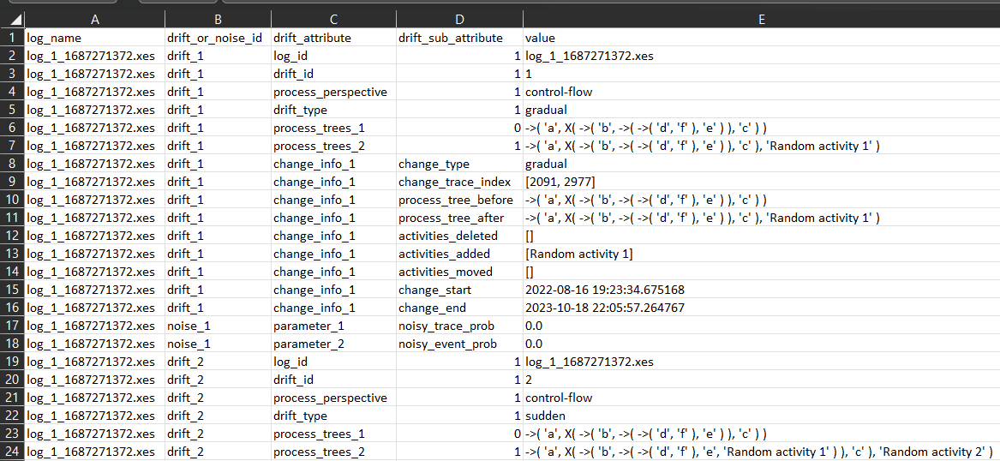 A B C D E
1 log_name drift_or_noise_id drift_attribute drift_sub_attribute value
2 log_1_1687271372.xes drift_1 log_id 1 log_1_1687271372.xes
3 log_1_1687271372.xes drift_1 drift_id 1 1
4 log_1_1687271372.xes drift_1 process_perspective 1 control-flow
5 log_1_1687271372.xes drift_1 drift_type 1 gradual
6 log_1_1687271372.xes drift_1 process_trees_1 0 ->( 'a', X( ->( 'b', ->( ->( 'd', 'f' ), 'e' ) ), 'c' ) )
7 log_1_1687271372.xes drift_1 process_trees_2 1 ->( 'a', X( ->( 'b', ->( ->( 'd', 'f' ), 'e' ) ), 'c' ), 'Random activity 1' )
8 log_1_1687271372.xes drift_1 change_info_1 change_type gradual
9 log_1_1687271372.xes drift_1 change_info_1 change_trace_index [2091, 2977]
10 log_1_1687271372.xes drift_1 change_info_1 process_tree_before ->( 'a', X( ->( 'b', ->( ->( 'd', 'f' ), 'e' ) ), 'c' ) )
11 log_1_1687271372.xes drift_1 change_info_1 process_tree_after ->( 'a', X( ->( 'b', ->( ->( 'd', 'f' ), 'e' ) ), 'c' ), 'Random activity 1' )
12 log_1_1687271372.xes drift_1 change_info_1 activities_deleted []
13 log_1_1687271372.xes drift_1 change_info_1 activities_added [Random activity 1]
14 log_1_1687271372.xes drift_1 change_info_1 activities_moved []
15 log_1_1687271372.xes drift_1 change_info_1 change_start 2022-08-16 19:23:34.675168
16 log_1_1687271372.xes drift_1 change_info_1 change_end 2023-10-18 22:05:57.264767
17 log_1_1687271372.xes noise_1 parameter_1 noisy_trace_prob 0.0
18 log_1_1687271372.xes noise_1 parameter_2 noisy_event_prob 0.0
19 log_1_1687271372.xes drift_2 log_id 1 log_1_1687271372.xes
20 log_1_1687271372.xes drift_2 drift_id 1 2
21 log_1_1687271372.xes drift_2 process_perspective 1 control-flow
22 log_1_1687271372.xes drift_2 drift_type 1 sudden
23 log_1_1687271372.xes drift_2 process_trees_1 0 ->( 'a', X( ->( 'b', ->( ->( 'd', 'f' ), 'e' ) ), 'c' ) )
24 log_1_1687271372.xes drift_2 process_trees_2 1 ->( 'a', X( ->( 'b', ->( ->( 'd', 'f' ), 'e', 'Random activity 1' ) ), 'c' ), 'Random activity 2' )